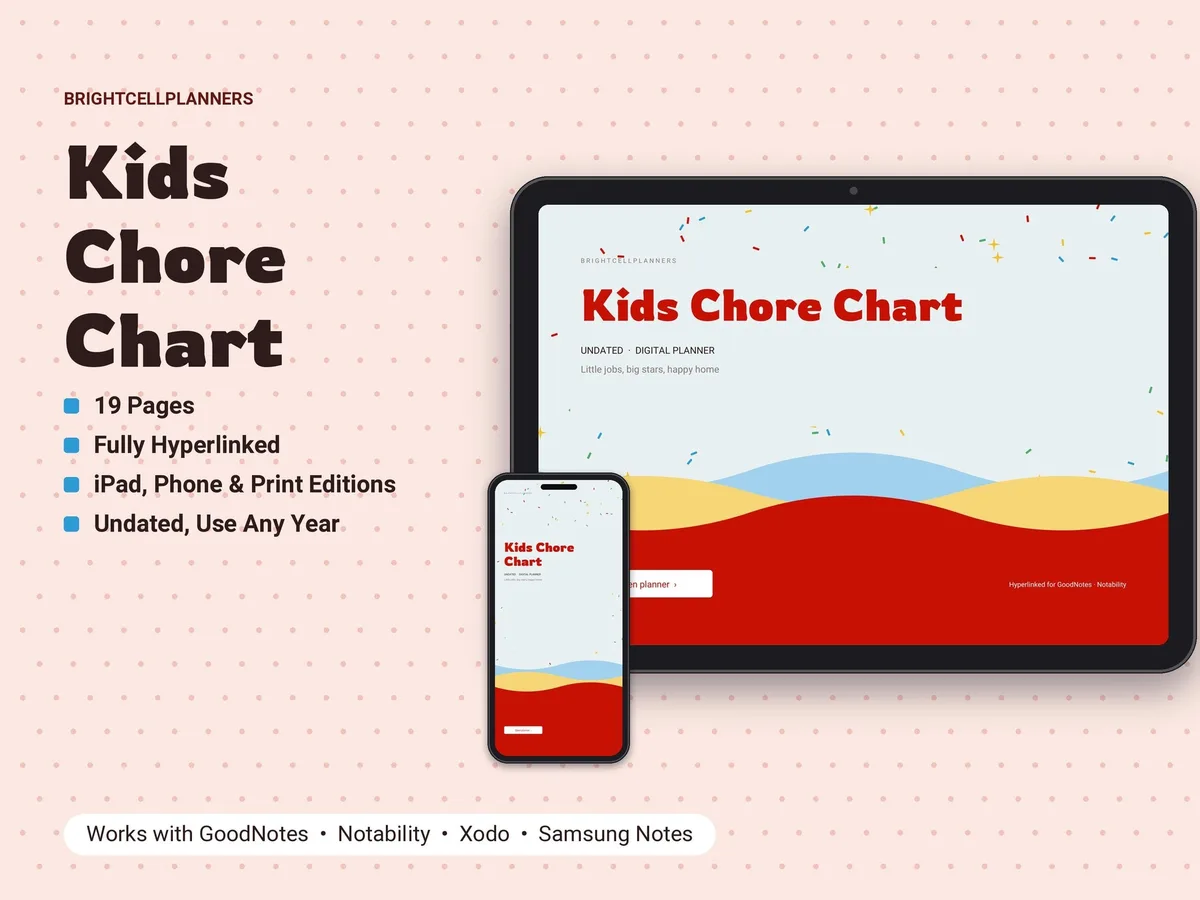 BRIGHTCELLPLANNERS
Kids
Chore
Chart
19 Pages
Fully Hyperlinked
iPad, Phone & Print Editions
Undated, Use Any Year
BRIGHTCELLPLANNERS
Kids Chore Chart
UNDATED · DIGITAL PLANNER
Little jobs, big stars, happy home
planner ›
Hyperlinked for GoodNotes · Notability
Kids Chore
Chart
Works with GoodNotes • Notability • Xodo • Samsung Notes